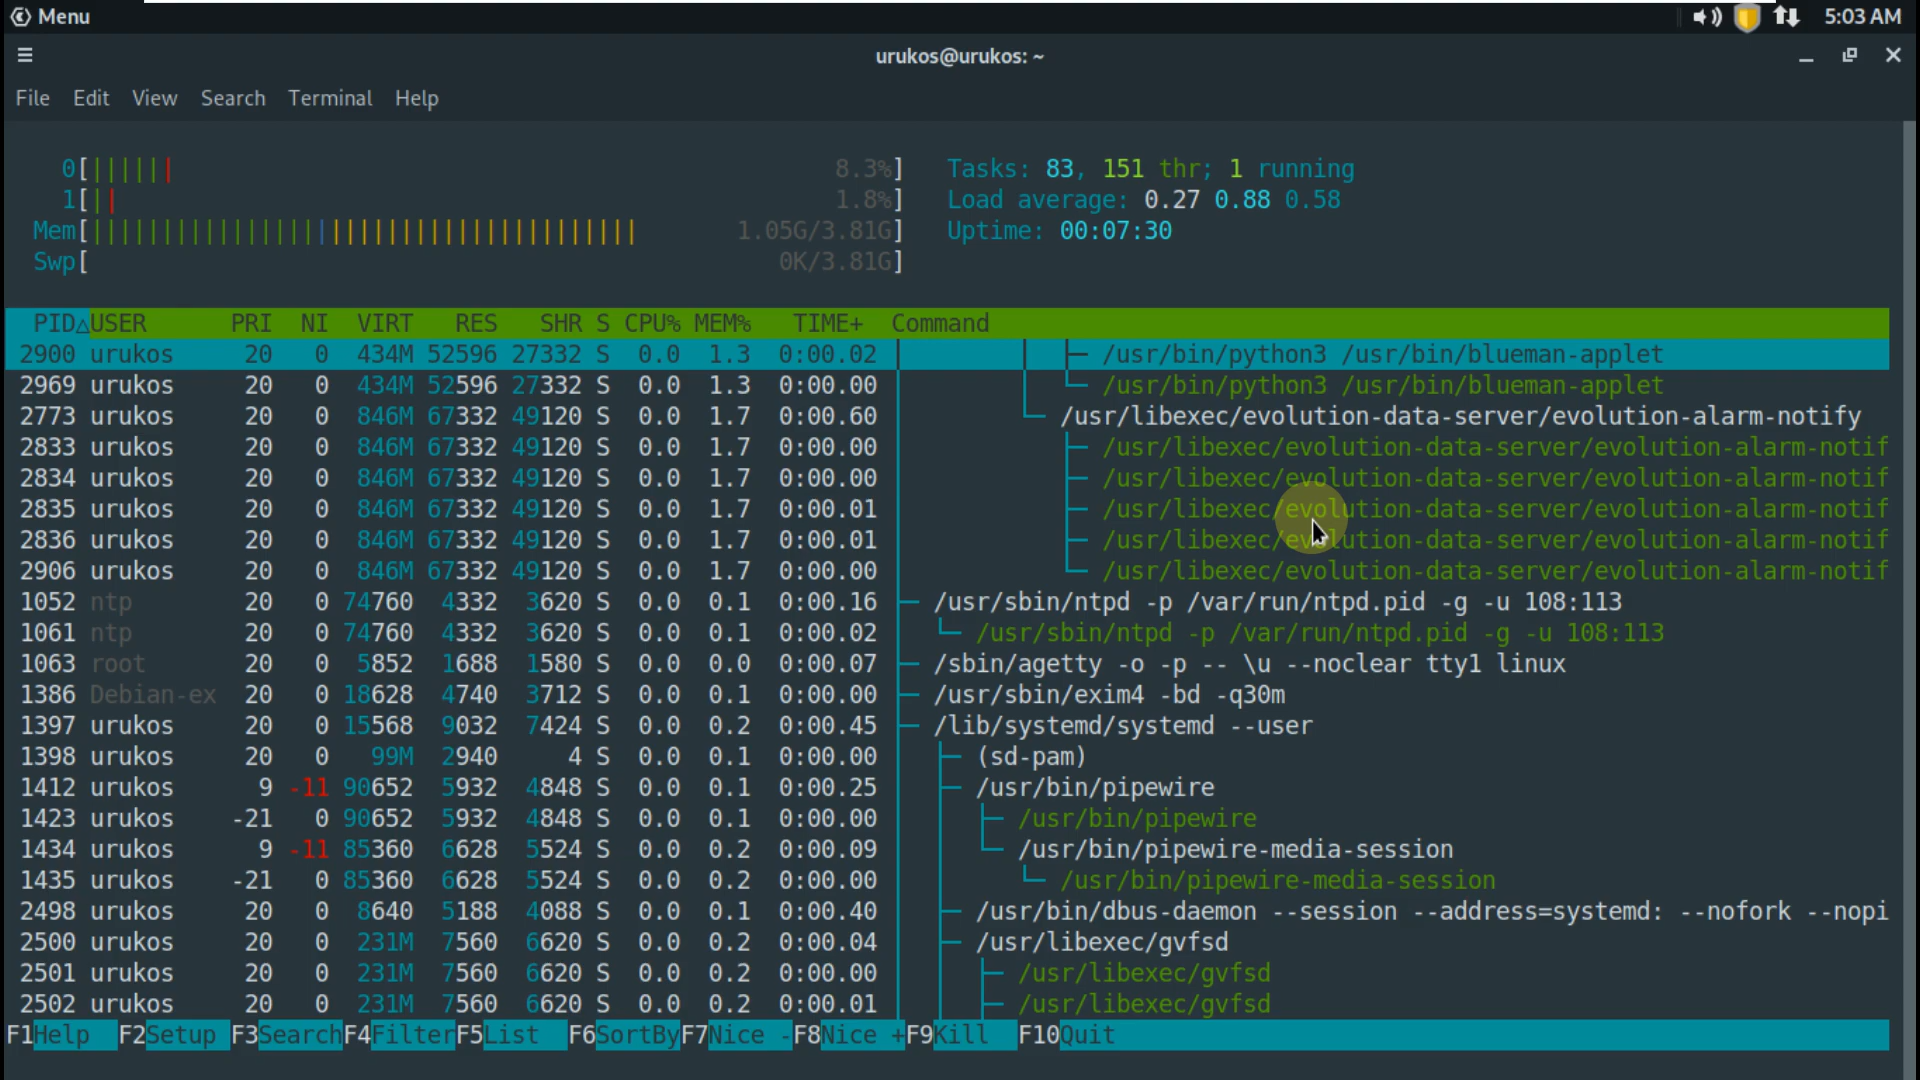 Menu 5:03 AM
urukos@urukos: ~
File Edit View Search Terminal Help
0[|||||| 8.3%] Tasks: 83, 151 thr; 1 running
1[|| 1.8%] Load average: 0.27 0.88 0.58
Mem[||||||||||||||||||||||||||||||||||||||| 1.05G/3.81G] Uptime: 00:07:30
Swp[ 0K/3.81G]
PID△USER PRI NI VIRT RES SHR S CPU% MEM% TIME+ Command
2900 urukos 20 0 434M 52596 27332 S 0.0 1.3 0:00.02 │ │ ├─ /usr/bin/python3 /usr/bin/blueman-applet
2969 urukos 20 0 434M 52596 27332 S 0.0 1.3 0:00.00 │ │ └─ /usr/bin/python3 /usr/bin/blueman-applet
2773 urukos 20 0 846M 67332 49120 S 0.0 1.7 0:00.60 │ └─ /usr/libexec/evolution-data-server/evolution-alarm-notify
2833 urukos 20 0 846M 67332 49120 S 0.0 1.7 0:00.00 │ ├─ /usr/libexec/evolution-data-server/evolution-alarm-notif
2834 urukos 20 0 846M 67332 49120 S 0.0 1.7 0:00.00 │ ├─ /usr/libexec/evolution-data-server/evolution-alarm-notif
2835 urukos 20 0 846M 67332 49120 S 0.0 1.7 0:00.01 │ ├─ /usr/libexec/evolution-data-server/evolution-alarm-notif
2836 urukos 20 0 846M 67332 49120 S 0.0 1.7 0:00.01 │ ├─ /usr/libexec/evolution-data-server/evolution-alarm-notif
2906 urukos 20 0 846M 67332 49120 S 0.0 1.7 0:00.00 │ └─ /usr/libexec/evolution-data-server/evolution-alarm-notif
1052 ntp 20 0 74760 4332 3620 S 0.0 0.1 0:00.16 ├─ /usr/sbin/ntpd -p /var/run/ntpd.pid -g -u 108:113
1061 ntp 20 0 74760 4332 3620 S 0.0 0.1 0:00.02 │ └─ /usr/sbin/ntpd -p /var/run/ntpd.pid -g -u 108:113
1063 root 20 0 5852 1688 1580 S 0.0 0.0 0:00.07 ├─ /sbin/agetty -o -p -- \u --noclear tty1 linux
1386 Debian-ex 20 0 18628 4740 3712 S 0.0 0.1 0:00.00 ├─ /usr/sbin/exim4 -bd -q30m
1397 urukos 20 0 15568 9032 7424 S 0.0 0.2 0:00.45 ├─ /lib/systemd/systemd --user
1398 urukos 20 0 99M 2940 4 S 0.0 0.1 0:00.00 │ ├─ (sd-pam)
1412 urukos 9 -11 90652 5932 4848 S 0.0 0.1 0:00.25 │ ├─ /usr/bin/pipewire
1423 urukos -21 0 90652 5932 4848 S 0.0 0.1 0:00.00 │ │ ├─ /usr/bin/pipewire
1434 urukos 9 -11 85360 6628 5524 S 0.0 0.2 0:00.09 │ │ └─ /usr/bin/pipewire-media-session
1435 urukos -21 0 85360 6628 5524 S 0.0 0.2 0:00.00 │ │ └─ /usr/bin/pipewire-media-session
2498 urukos 20 0 8640 5188 4088 S 0.0 0.1 0:00.40 │ ├─ /usr/bin/dbus-daemon --session --address=systemd: --nofork --nopi
2500 urukos 20 0 231M 7560 6620 S 0.0 0.2 0:00.04 │ ├─ /usr/libexec/gvfsd
2501 urukos 20 0 231M 7560 6620 S 0.0 0.2 0:00.00 │ │ ├─ /usr/libexec/gvfsd
2502 urukos 20 0 231M 7560 6620 S 0.0 0.2 0:00.01 │ │ ├─ /usr/libexec/gvfsd
F1Help F2Setup F3SearchF4FilterF5List F6SortByF7Nice -F8Nice +F9Kill F10Quit